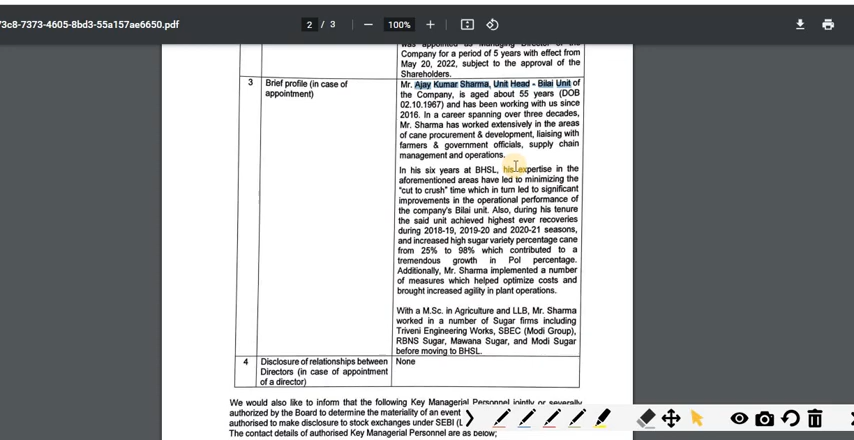 73c8-7373-4605-8bd3-55a157ae6650.pdf
2 / 3
100%
was appointed as Managing Director of the
Company for a period of 5 years with effect from
May 20, 2022, subject to the approval of the
Shareholders.
3 Brief profile (in case of
appointment)
Mr. Ajay Kumar Sharma, Unit Head - Bilai Unit of
the Company, is aged about 55 years (DOB
02.10.1967) and has been working with us since
2016. In a career spanning over three decades,
Mr. Sharma has worked extensively in the areas
of cane procurement & development, liaising with
farmers & government officials, supply chain
management and operations.
In his six years at BHSL, his expertise in the
aforementioned areas have led to minimizing the
"cut to crush" time which in turn led to significant
improvements in the operational performance of
the company's Bilai unit. Also, during his tenure
the said unit achieved highest ever recoveries
during 2018-19, 2019-20 and 2020-21 seasons,
and increased high sugar variety percentage cane
from 25% to 98% which contributed to a
tremendous growth in Pol percentage.
Additionally, Mr. Sharma implemented a number
of measures which helped optimize costs and
brought increased agility in plant operations.
With a M.Sc. in Agriculture and LLB, Mr. Sharma
worked in a number of Sugar firms including
Triveni Engineering Works, SBEC (Modi Group),
RBNS Sugar, Mawana Sugar, and Modi Sugar
before moving to BHSL.
4 Disclosure of relationships between
Directors (in case of appointment
of a director)
None
We would also like to inform that the following Key Managerial Personnel jointly or severally
authorized by the Board to determine the materiality of an event
authorised to make disclosure to stock exchanges under SEBI (L
The contact details of authorised Key Managerial Personnel are as below;